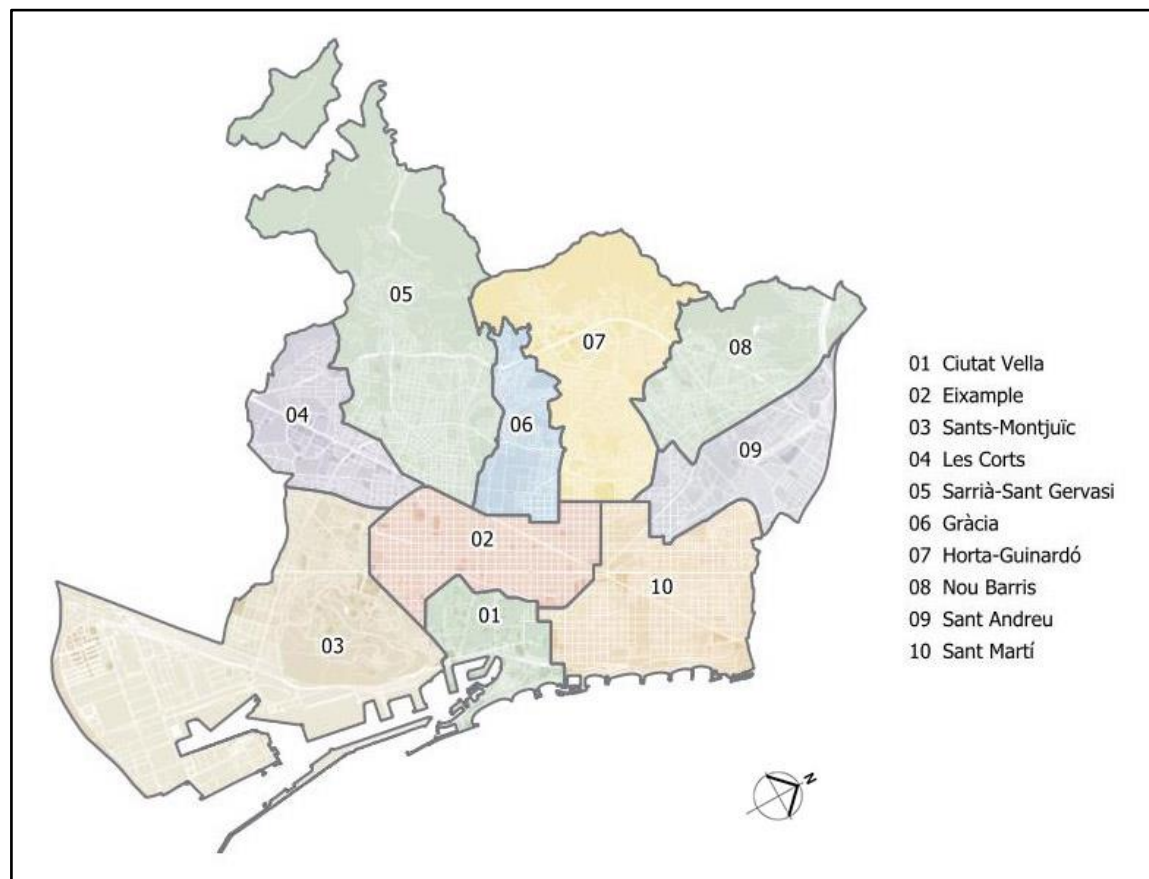 05
07
08
04
06
09
02
10
01
03
01 Ciutat Vella
02 Eixample
03 Sants-Montjuïc
04 Les Corts
05 Sarrià-Sant Gervasi
06 Gràcia
07 Horta-Guinardó
08 Nou Barris
09 Sant Andreu
10 Sant Martí
N